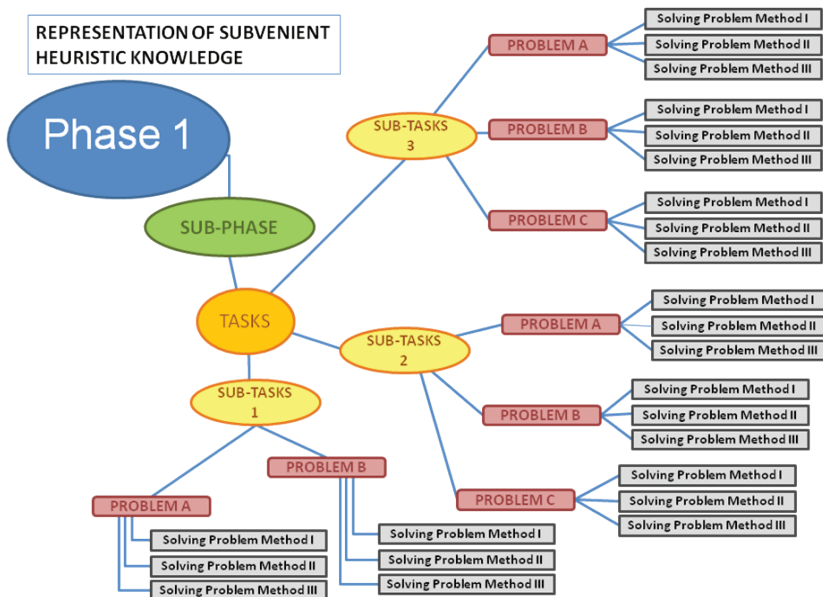 REPRESENTATION OF SUBVENIENT
HEURISTIC KNOWLEDGE
Phase 1
SUB-PHASE
TASKS
SUB-TASKS
3
PROBLEM A
Solving Problem Method I
Solving Problem Method II
Solving Problem Method III
PROBLEM B
Solving Problem Method I
Solving Problem Method II
Solving Problem Method III
PROBLEM C
Solving Problem Method I
Solving Problem Method II
Solving Problem Method III
SUB-TASKS
2
PROBLEM A
Solving Problem Method I
Solving Problem Method II
Solving Problem Method III
PROBLEM B
Solving Problem Method I
Solving Problem Method II
Solving Problem Method III
PROBLEM C
Solving Problem Method I
Solving Problem Method II
Solving Problem Method III
SUB-TASKS
1
PROBLEM A
Solving Problem Method I
Solving Problem Method II
Solving Problem Method III
PROBLEM B
Solving Problem Method I
Solving Problem Method II
Solving Problem Method III